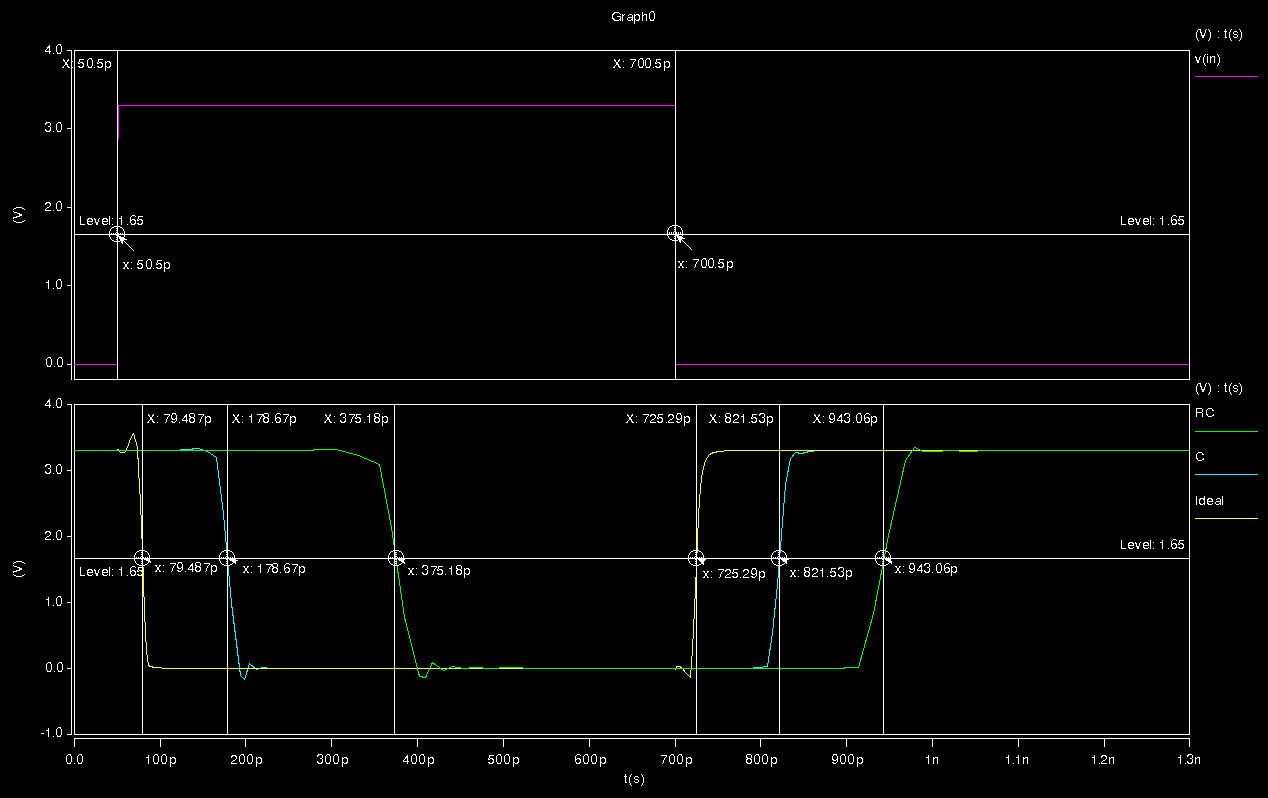 Graph0
(V) : t(s)
v(in)
4.0
X: 50.5p
X: 700.5p
3.0
2.0
(V)
Level: 1.65
Level: 1.65
x: 50.5p
x: 700.5p
1.0
0.0
(V) : t(s)
RC
C
Ideal
4.0
X: 79.487p
X: 178.67p
X: 375.18p
X: 725.29p
X: 821.53p
X: 943.06p
3.0
2.0
(V)
Level: 1.65
Level: 1.65
x: 79.487p
x: 178.67p
x: 375.18p
x: 725.29p
x: 821.53p
x: 943.06p
1.0
0.0
-1.0
0.0
100p
200p
300p
400p
500p
600p
700p
800p
900p
1n
1.1n
1.2n
1.3n
t(s)